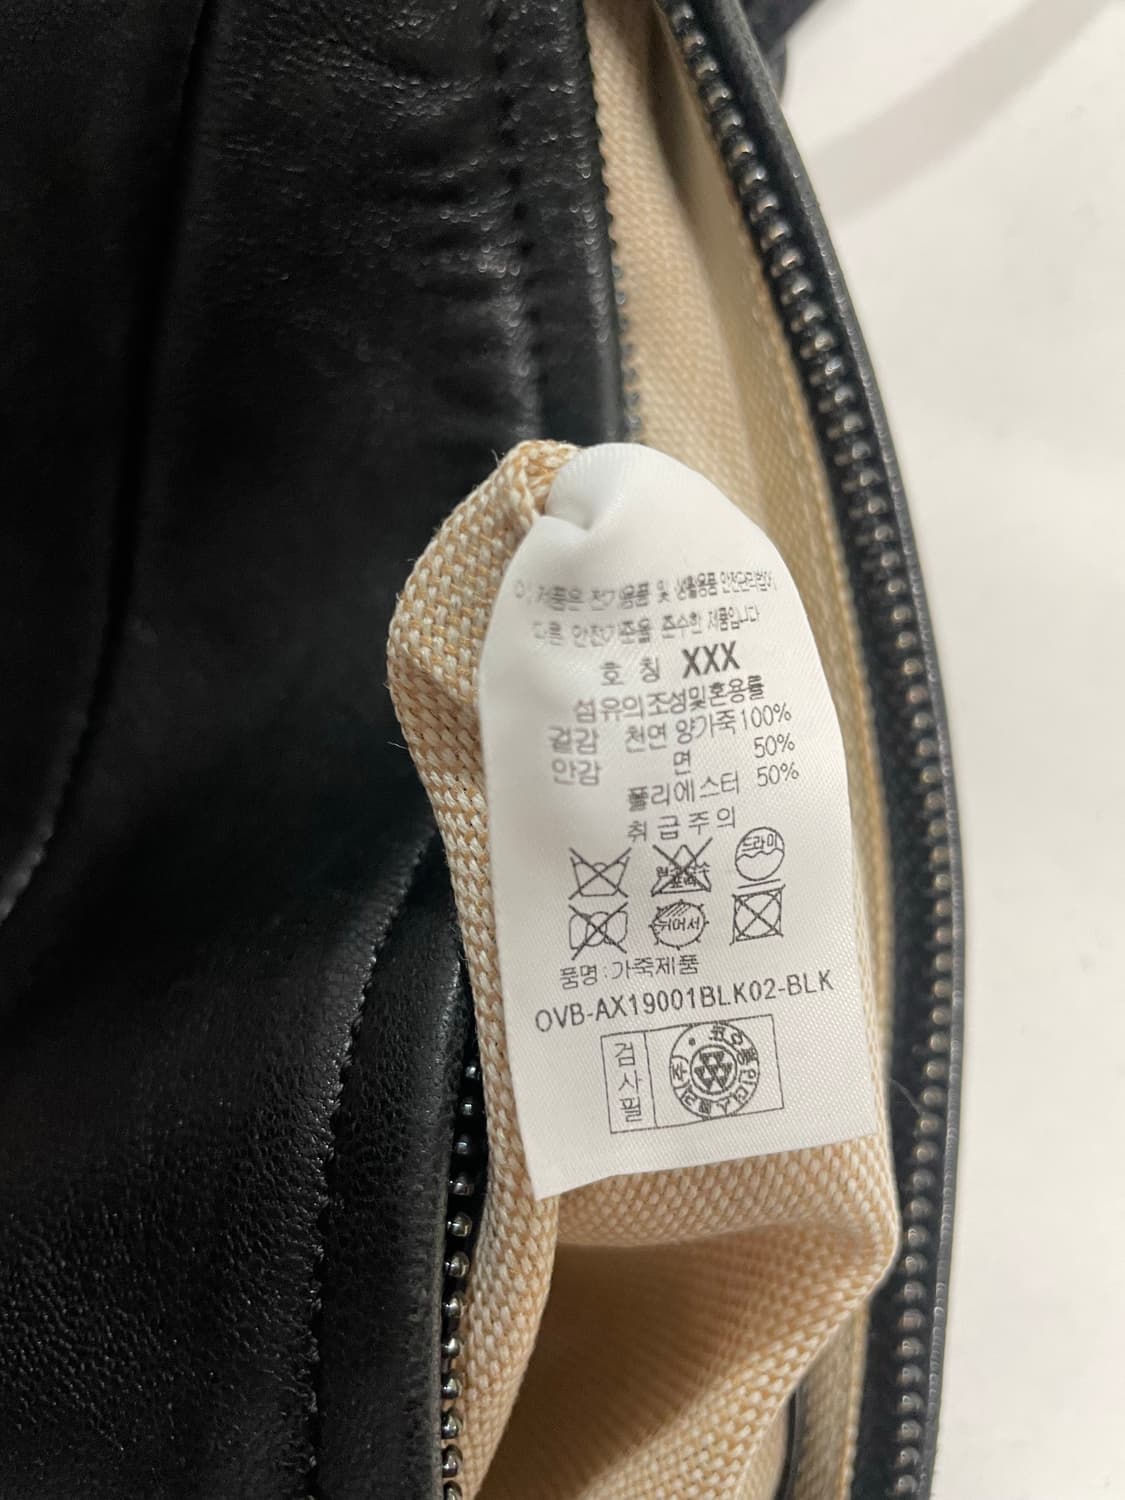 이 제품은 전기용품 및 생활용품 안전관리법에
따른 안전기준을 준수한 제품입니다
호 칭 XXX
섬유의조성및혼용률
겉감 천연 양가죽100%
안감 면 50%
폴리에스터 50%
취급주의
드라이
뉘어서
품명:가죽제품
OVB-AX19001BLK02-BLK
검사필